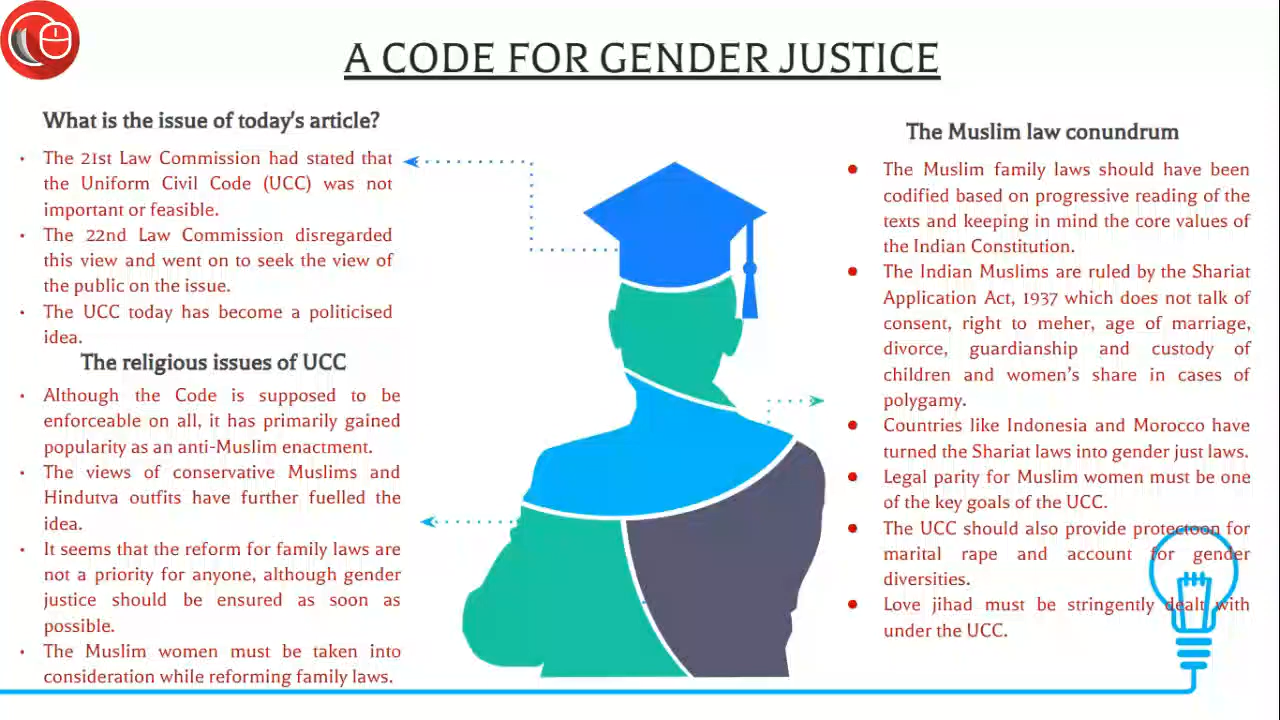 A CODE FOR GENDER JUSTICE
What is the issue of today's article?
• The 21st Law Commission had stated that
the Uniform Civil Code (UCC) was not
important or feasible.
• The 22nd Law Commission disregarded
this view and went on to seek the view of
the public on the issue.
• The UCC today has become a politicised
idea.
The religious issues of UCC
• Although the Code is supposed to be
enforceable on all, it has primarily gained
popularity as an anti-Muslim enactment.
• The views of conservative Muslims and
Hindutva outfits have further fuelled the
idea.
• It seems that the reform for family laws are
not a priority for anyone, although gender
justice should be ensured as soon as
possible.
• The Muslim women must be taken into
consideration while reforming family laws.
The Muslim law conundrum
● The Muslim family laws should have been
codified based on progressive reading of the
texts and keeping in mind the core values of
the Indian Constitution.
● The Indian Muslims are ruled by the Shariat
Application Act, 1937 which does not talk of
consent, right to meher, age of marriage,
divorce, guardianship and custody of
children and women's share in cases of
polygamy.
● Countries like Indonesia and Morocco have
turned the Shariat laws into gender just laws.
● Legal parity for Muslim women must be one
of the key goals of the UCC.
● The UCC should also provide protectoon for
marital rape and account for gender
diversities.
● Love jihad must be stringently dealt with
under the UCC.